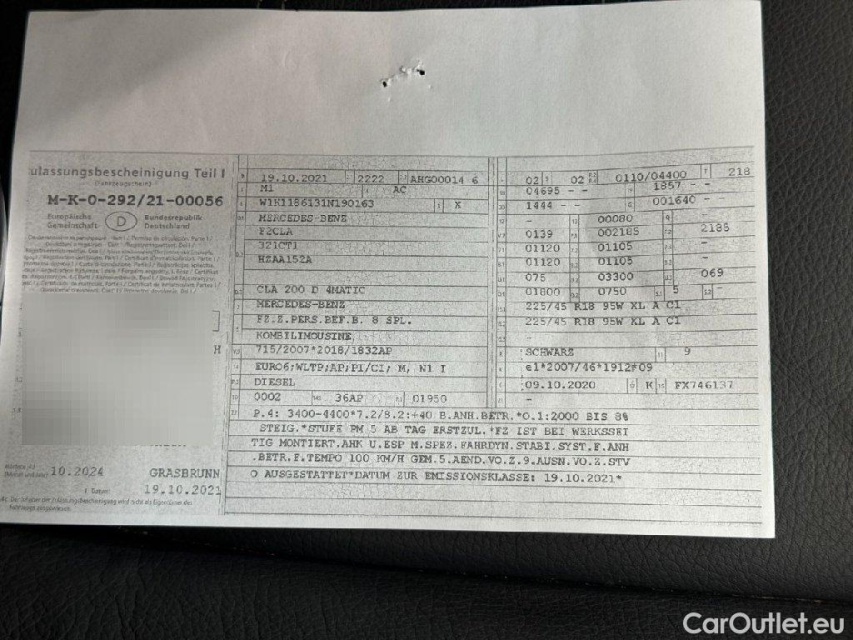 ulassungsbescheinigung Teil I
(Fahrzeugschein)
M-K-0-292/21-00056
Europäische Gemeinschaft D Bundesrepublik Deutschland
19.10.2021 2222 AHG00014 6
M1 AC
W1K1186131N190163 X
MERCEDES-BENZ
F2CLA
321CT1
HZAA152A
CLA 200 D 4MATIC
MERCEDES-BENZ
FZ.Z.PERS.BEF.B. 8 SPL.
KOMBILIMOUSINE
715/2007*2018/1832AP
EURO6;WLTP;AP;PI/CI; M, N1 I
DIESEL
0002 36AP 01950
02 02 0110/04400 218
04695 - - 1857 - -
1444 - - 001640 -
- 00080 -
0139 002185 2185
01120 01105 -
01120 01105 -
075 03300 069
01800 0750 5 -
225/45 R18 95W XL A C1
225/45 R18 95W XL A C1
SCHWARZ 9
e1*2007/46*1912*09
09.10.2020 K FX746137
-
P.4: 3400-4400*7.2/8.2:+40 B.ANH.BETR.*O.1:2000 BIS 8%
STEIG.*STUFE PM 5 AB TAG ERSTZUL.*FZ IST BEI WERKSSEI
TIG MONTIERT.AHK U.ESP M.SPEZ.FAHRDYN.STABI.SYST.F.ANH
.BETR.F.TEMPO 100 KM/H GEM.5.AEND.VO.Z.9.AUSN.VO.Z.STV
O AUSGESTATTET*DATUM ZUR EMISSIONSKLASSE: 19.10.2021*
H
10.2024 GRASBRUNN
Datum: 19.10.2021
CarOutlet.eu